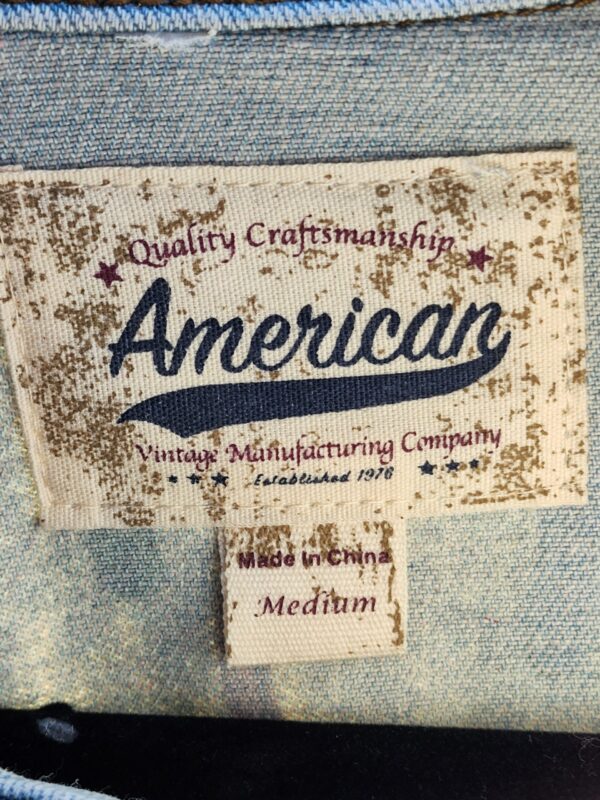 Quality Craftsmanship
American
Vintage Manufacturing Company
Established 1976
Made In China
Medium